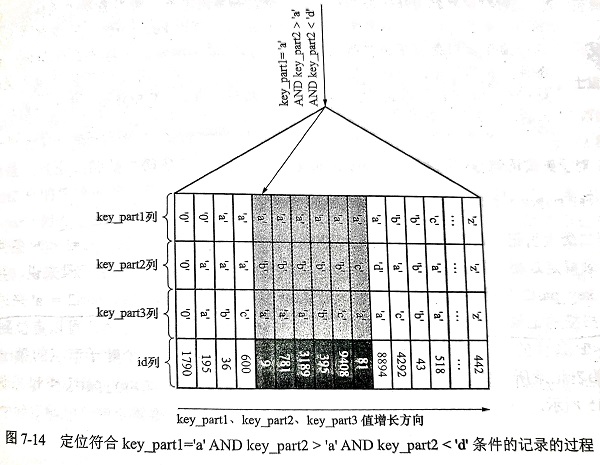 key_part1= 'a'
AND key_part2 > 'a'
AND key_part2 < 'd'
key_part1列 '0' '0' 'a' 'a' 'a' 'a' 'a' 'a' 'a' 'a' 'a' 'b' 'b' 'c' … 'z'
key_part2列 '0' 'a' 'a' 'a' 'b' 'b' 'b' 'b' 'b' 'c' 'd' 'a' 'b' 'a' … 'z'
key_part3列 '0' 'a' 'b' 'c' 'a' 'a' 'a' 'a' … 'z'
id列 1790 195 36 600 9 781 3189 525 9408 81 8894 4292 43 518 … 442
key_part1、key_part2、key_part3 值增长方向
图 7-14 定位符合 key_part1='a' AND key_part2 > 'a' AND key_part2 < 'd' 条件的记录的过程